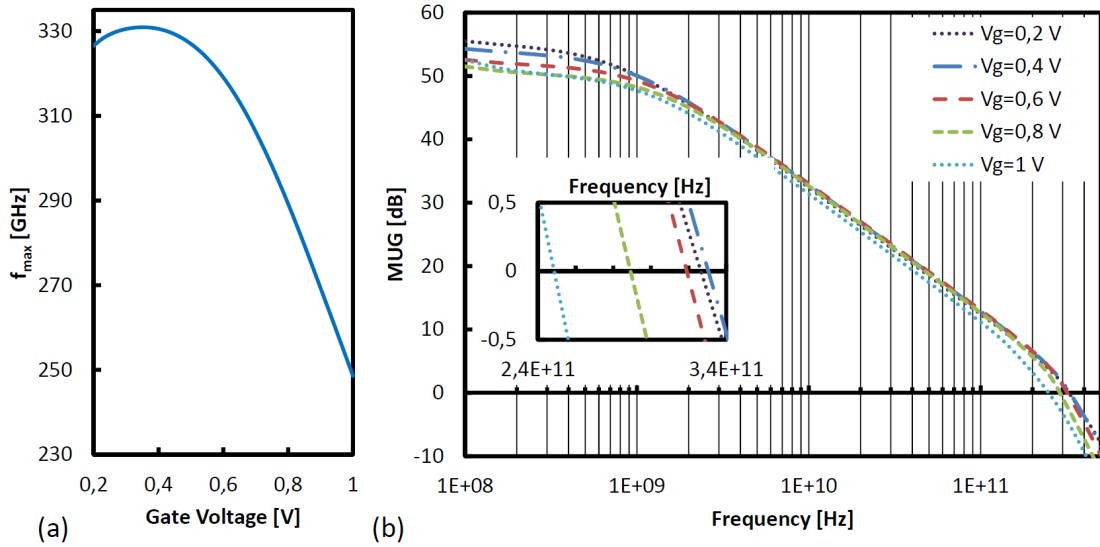 330
310
290
270
250
230
f_max [GHz]
0,2 0,4 0,6 0,8 1
Gate Voltage [V]
(a)
60
50
40
30
20
10
0
-10
MUG [dB]
Vg=0,2 V
Vg=0,4 V
Vg=0,6 V
Vg=0,8 V
Vg=1 V
Frequency [Hz]
0,5
0
-0,5
2,4E+11 3,4E+11
1E+08 1E+09 1E+10 1E+11
Frequency [Hz]
(b)